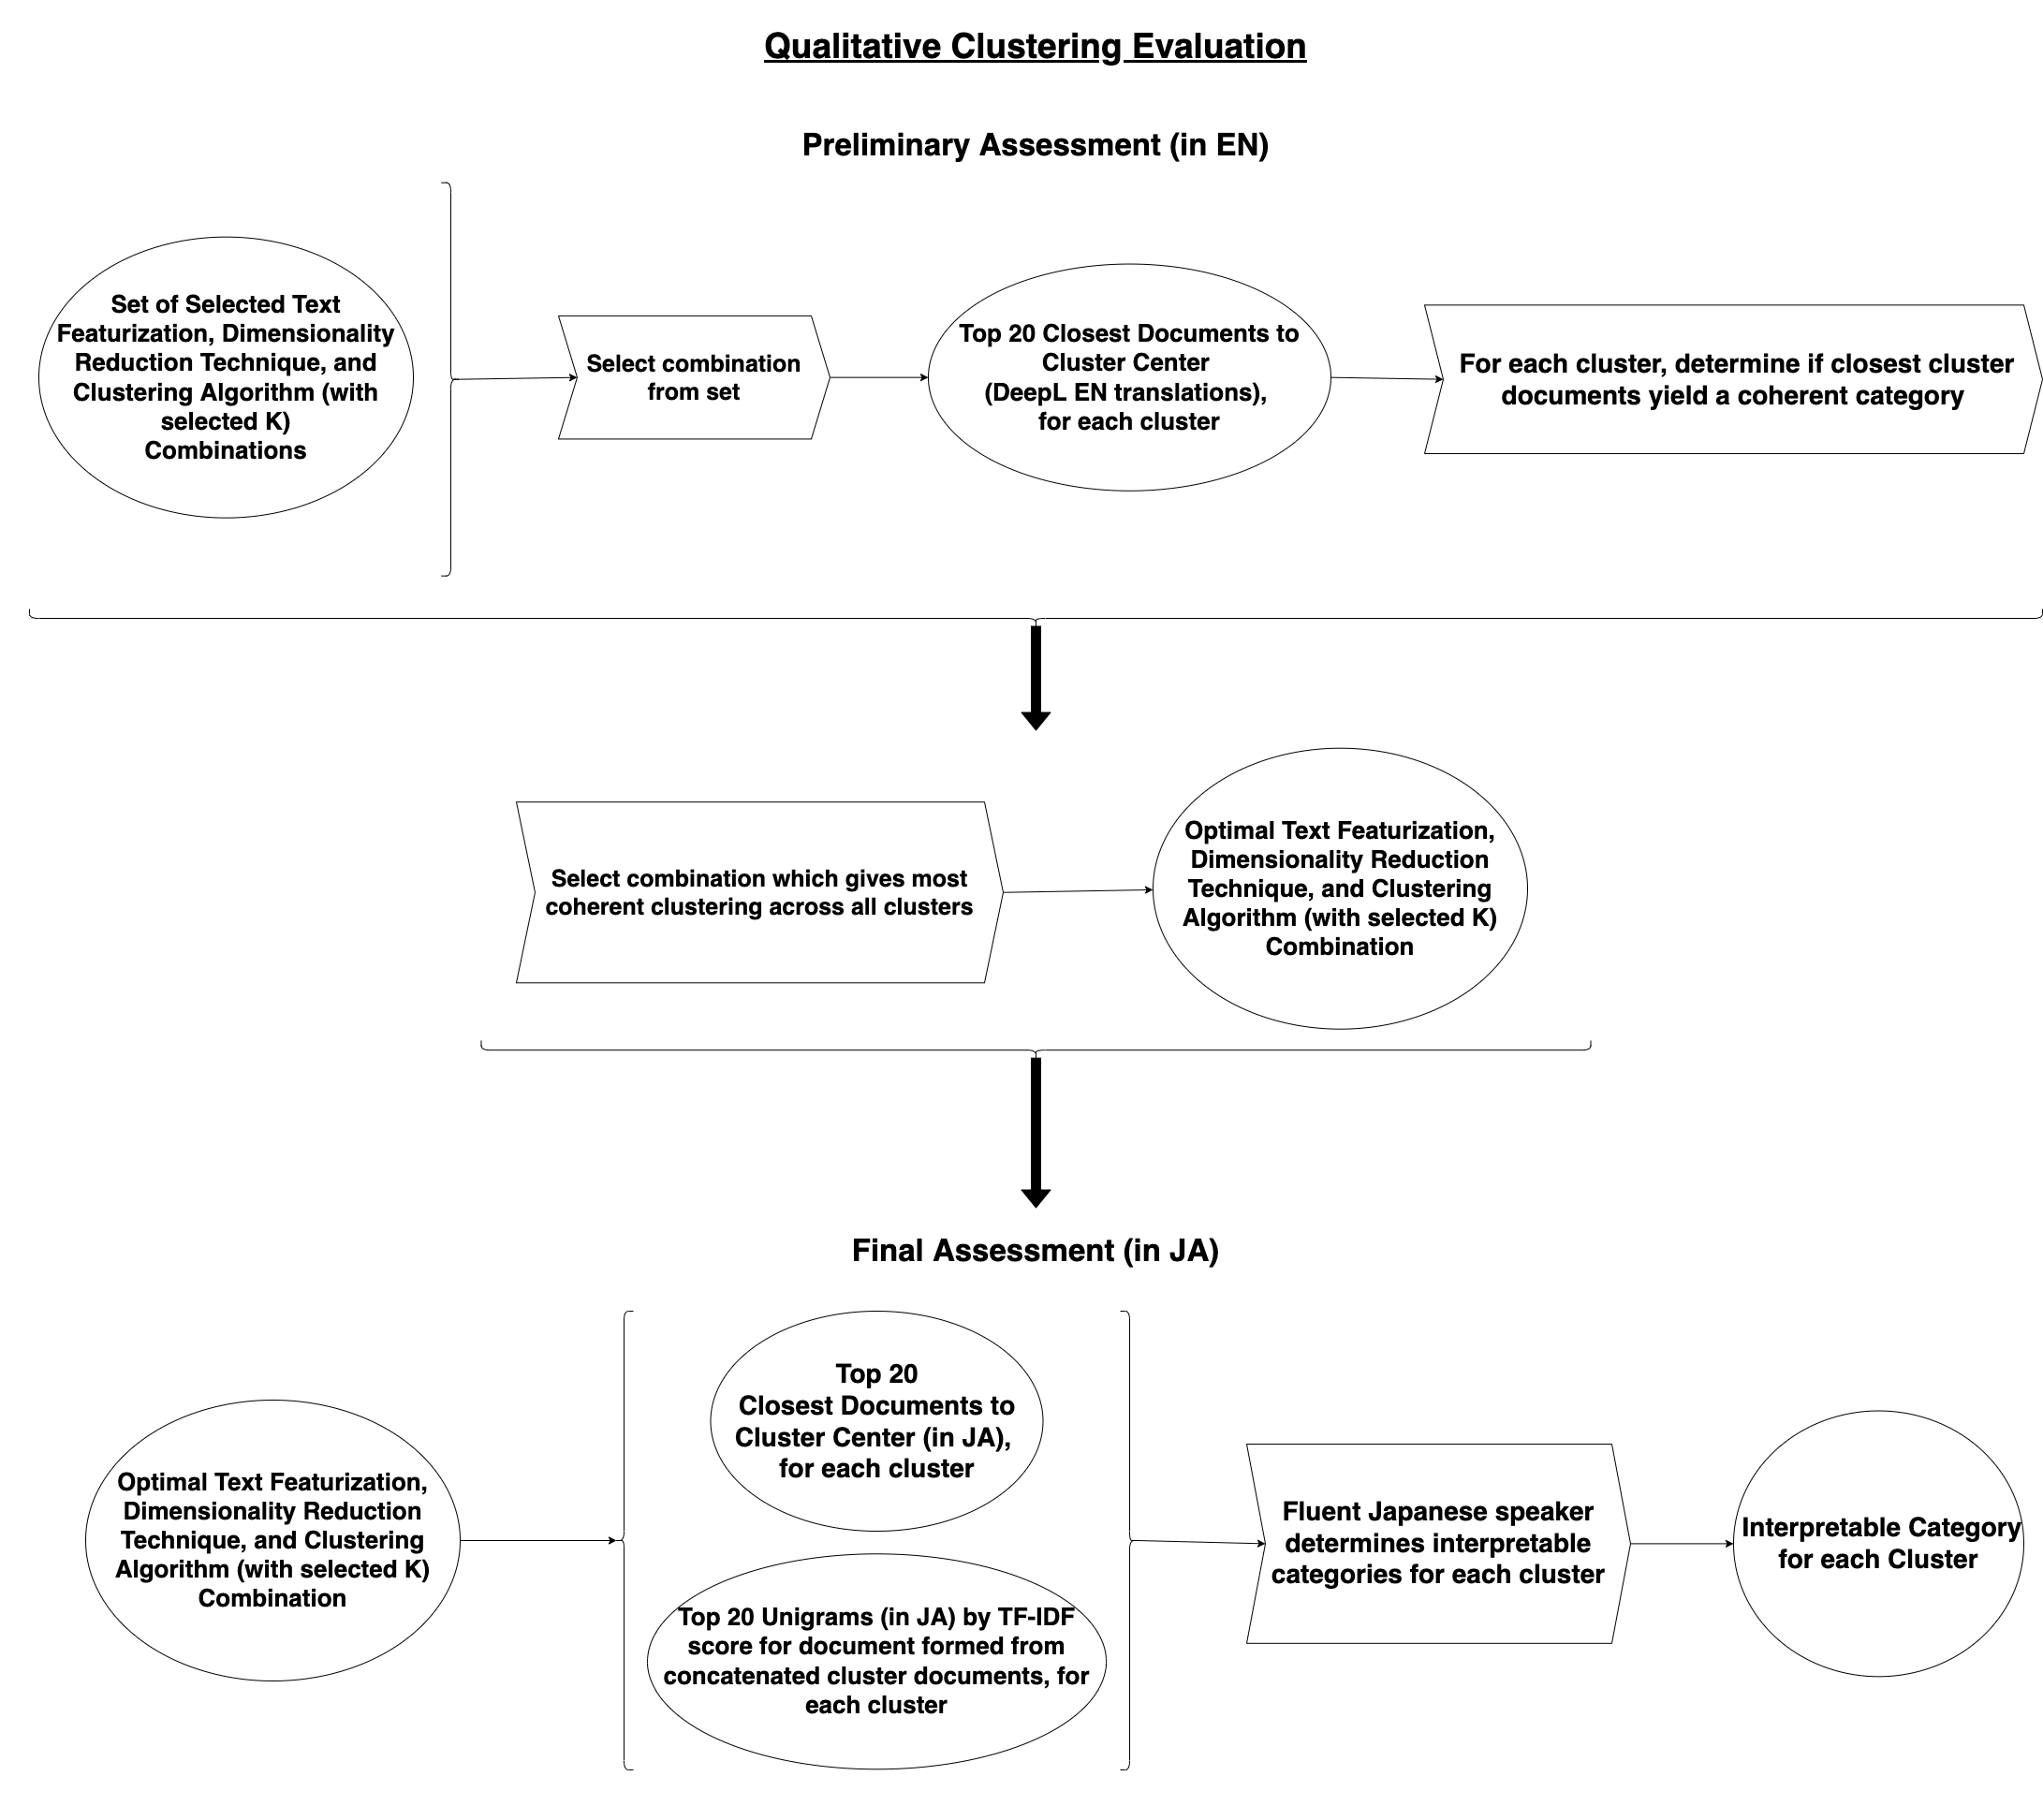 Qualitative Clustering Evaluation
Preliminary Assessment (in EN)
Set of Selected Text
Featurization, Dimensionality
Reduction Technique, and
Clustering Algorithm (with
selected K)
Combinations
Select combination
from set
Top 20 Closest Documents to
Cluster Center
(DeepL EN translations),
for each cluster
For each cluster, determine if closest cluster
documents yield a coherent category
Select combination which gives most
coherent clustering across all clusters
Optimal Text Featurization,
Dimensionality Reduction
Technique, and Clustering
Algorithm (with selected K)
Combination
Final Assessment (in JA)
Optimal Text Featurization,
Dimensionality Reduction
Technique, and Clustering
Algorithm (with selected K)
Combination
Top 20
Closest Documents to
Cluster Center (in JA),
for each cluster
Top 20 Unigrams (in JA) by TF-IDF
score for document formed from
concatenated cluster documents, for
each cluster
Fluent Japanese speaker
determines interpretable
categories for each cluster
Interpretable Category
for each Cluster